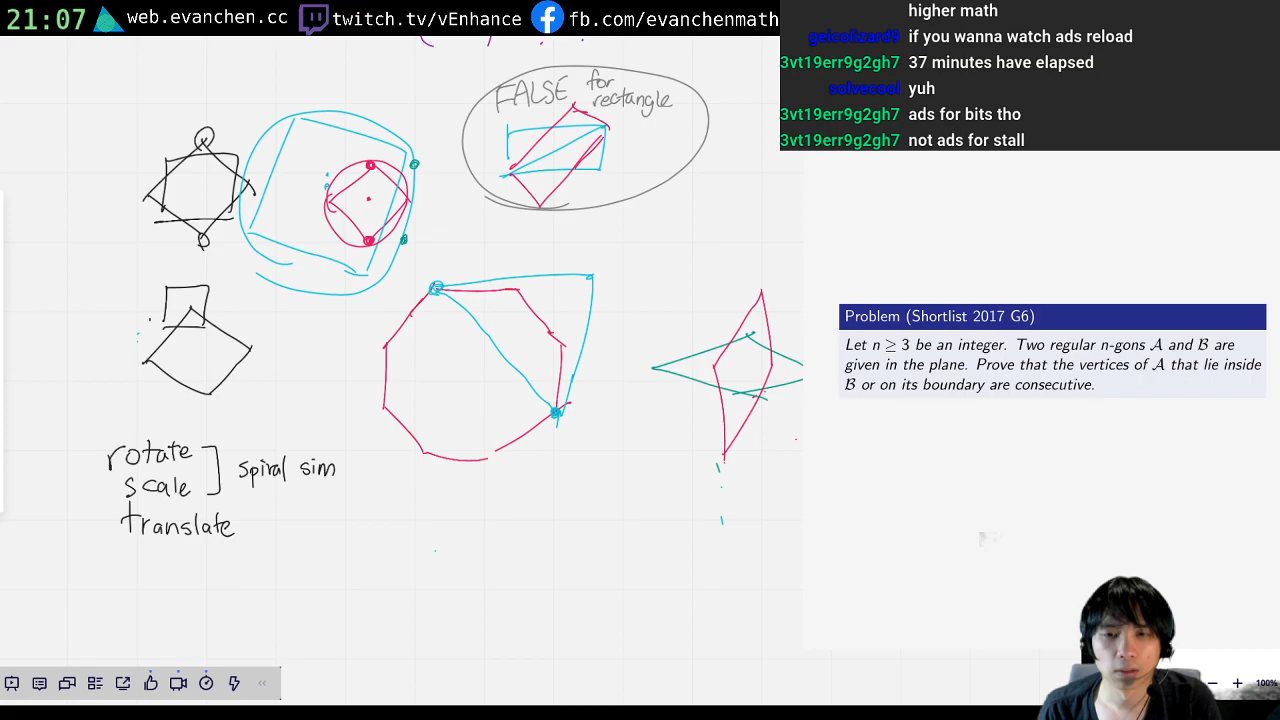 21:07 web.evanchen.cc twitch.tv/vEnhance fb.com/evanchenmath
higher math
geicolizard9 if you wanna watch ads reload
3vt19err9g2gh7 37 minutes have elapsed
solvecool yuh
3vt19err9g2gh7 ads for bits tho
3vt19err9g2gh7 not ads for stall
FALSE for
rectangle
rotate
scale
spiral sim
translate
Problem (Shortlist 2017 G6)
Let n ≥ 3 be an integer. Two regular n-gons A and B are
given in the plane. Prove that the vertices of A that lie inside
B or on its boundary are consecutive.
100%